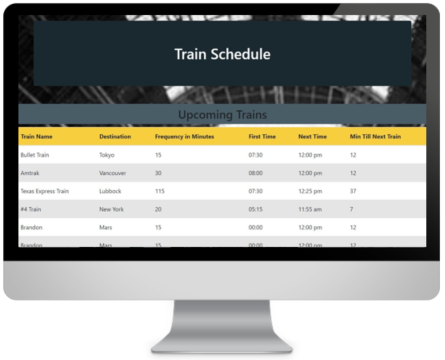 Train Schedule
Upcoming Trains
Train Name Destination Frequency in Minutes First Time Next Time Min Till Next Train
Bullet Train Tokyo 15 07:30 12:00 pm 12
Amtrak Vancouver 30 08:00 12:00 pm 12
Texas Express Train Lubbock 115 07:30 12:25 pm 37
#4 Train New York 20 05:15 11:55 am 7
Brandon Mars 15 00:00 12:00 pm 12
Brandon Mars 15 00:00 12:00 pm 12